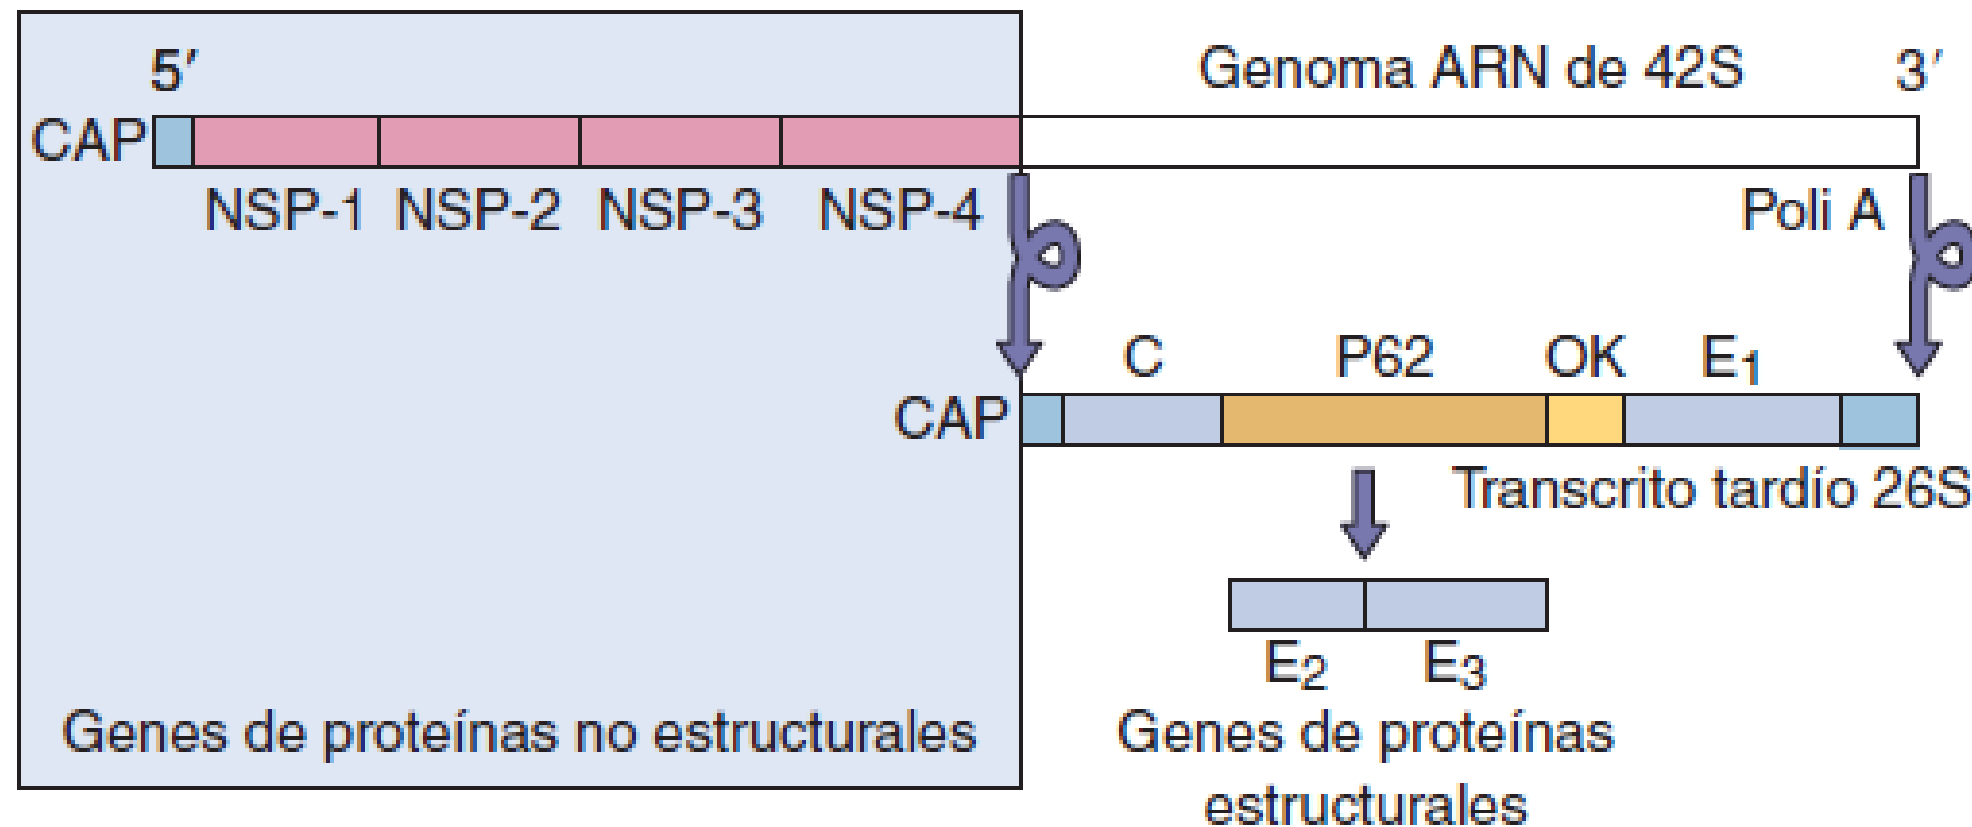 5′
Genoma ARN de 42S
3′
CAP
NSP-1
NSP-2
NSP-3
NSP-4
Poli A
C
P62
OK
E1
CAP
Transcrito tardío 26S
E2
E3
Genes de proteínas no estructurales
Genes de proteínas
estructurales